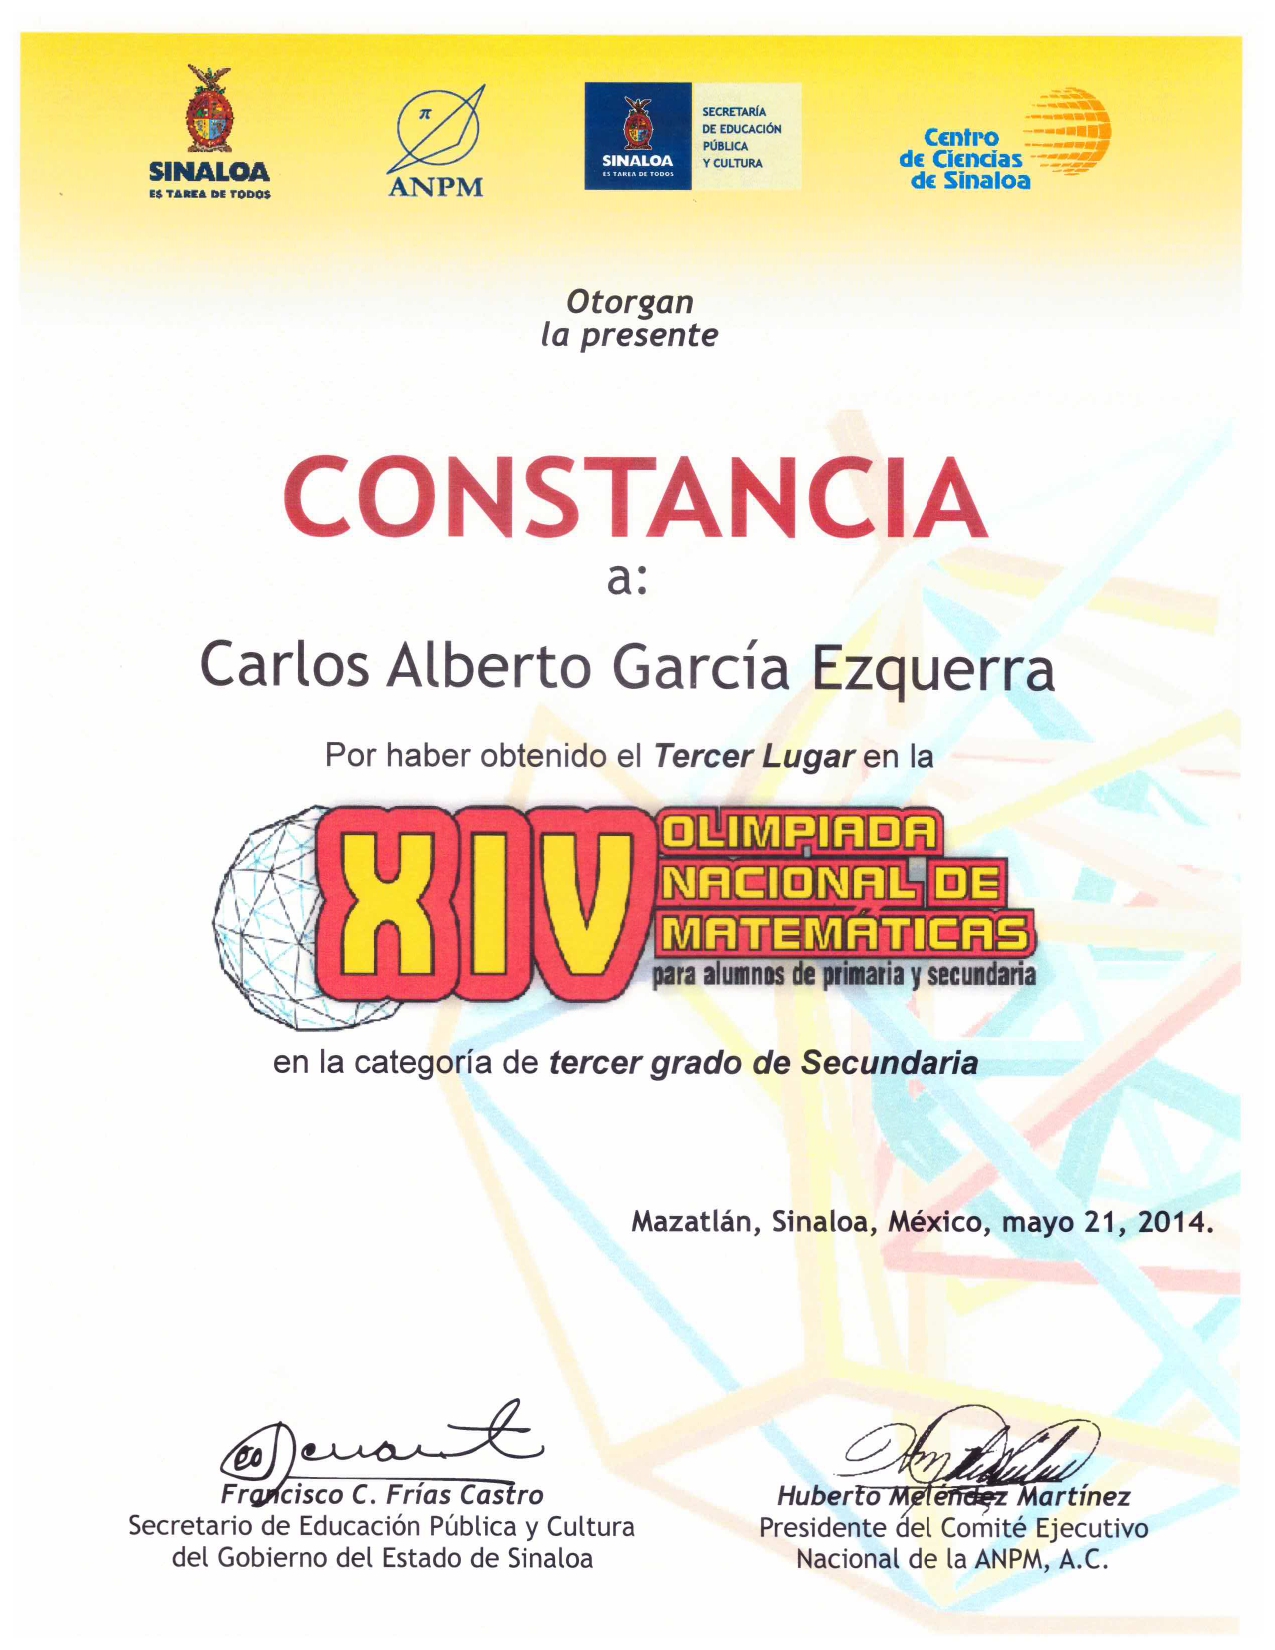 SINALOA
ES TAREA DE TODOS
π
ANPM
SINALOA
ES TAREA DE TODOS
SECRETARÍA
DE EDUCACIÓN
PÚBLICA
Y CULTURA
Centro
de Ciencias
de Sinaloa
Otorgan
la presente
CONSTANCIA
a:
Carlos Alberto García Ezquerra
Por haber obtenido el Tercer Lugar en la
XIV
OLIMPIADA
NACIONAL DE
MATEMÁTICAS
para alumnos de primaria y secundaria
en la categoría de tercer grado de Secundaria
Mazatlán, Sinaloa, México, mayo 21, 2014.
Francisco C. Frías Castro
Secretario de Educación Pública y Cultura
del Gobierno del Estado de Sinaloa
Huberto Meléndez Martínez
Presidente del Comité Ejecutivo
Nacional de la ANPM, A.C.